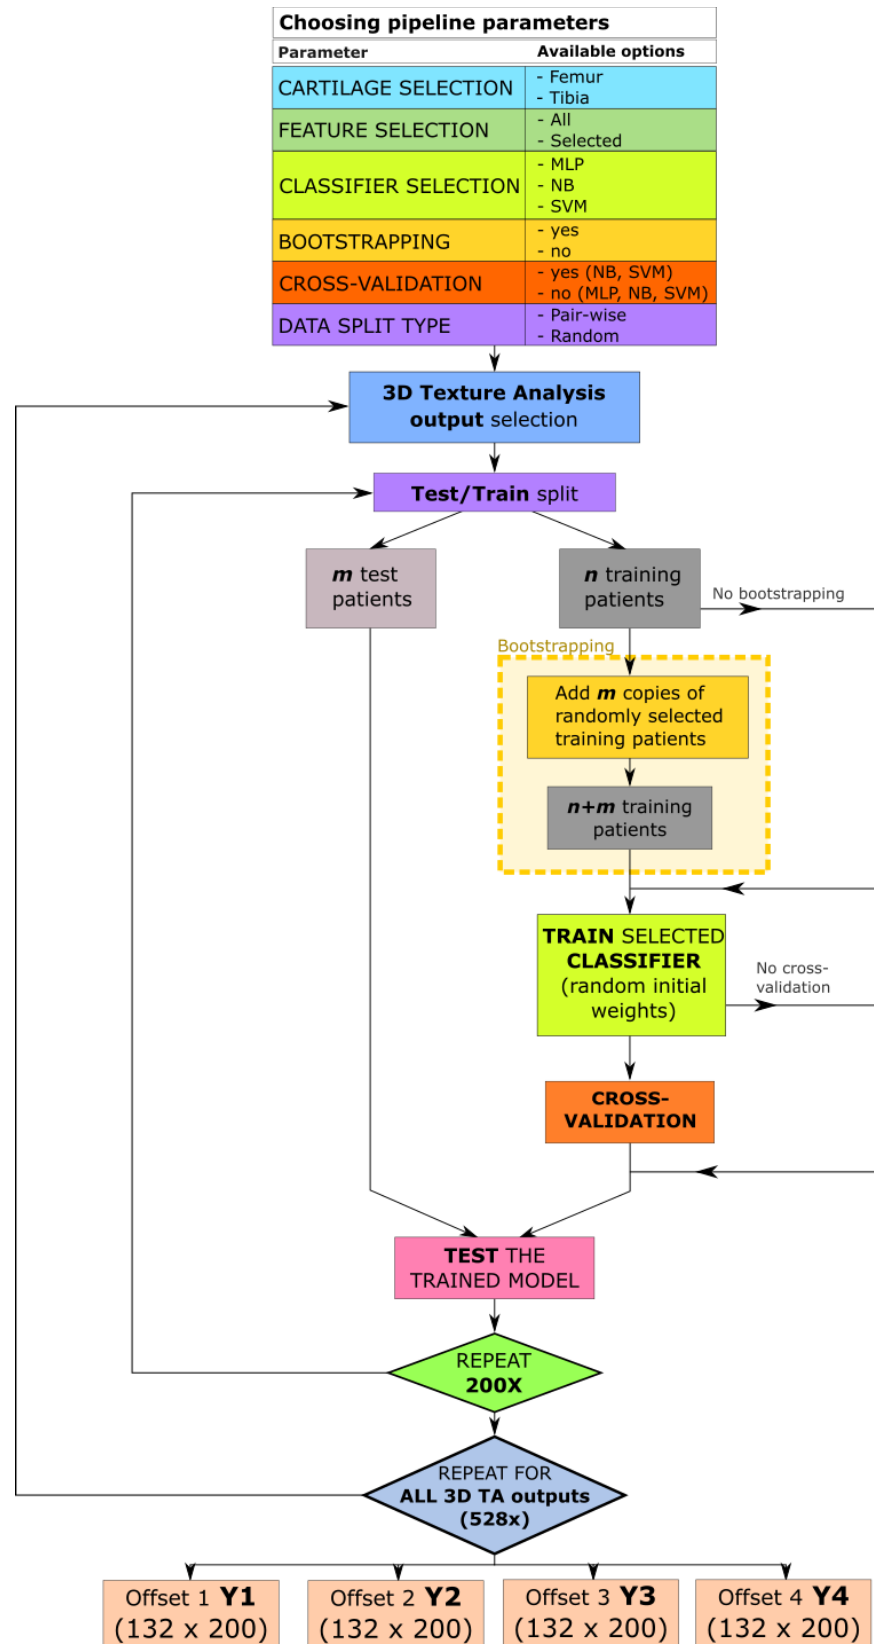 Choosing pipeline parameters
Parameter Available options
CARTILAGE SELECTION
- Femur
- Tibia
FEATURE SELECTION
- All
- Selected
CLASSIFIER SELECTION
- MLP
- NB
- SVM
BOOTSTRAPPING
- yes
- no
CROSS-VALIDATION
- yes (NB, SVM)
- no (MLP, NB, SVM)
DATA SPLIT TYPE
- Pair-wise
- Random
3D Texture Analysis
output selection
Test/Train split
m test
patients
n training
patients
No bootstrapping
Bootstrapping
Add m copies of
randomly selected
training patients
n+m training
patients
TRAIN SELECTED
CLASSIFIER
(random initial
weights)
No cross-
validation
CROSS-
VALIDATION
TEST THE
TRAINED MODEL
REPEAT
200X
REPEAT FOR
ALL 3D TA outputs
(528x)
Offset 1 Y1
(132 x 200)
Offset 2 Y2
(132 x 200)
Offset 3 Y3
(132 x 200)
Offset 4 Y4
(132 x 200)